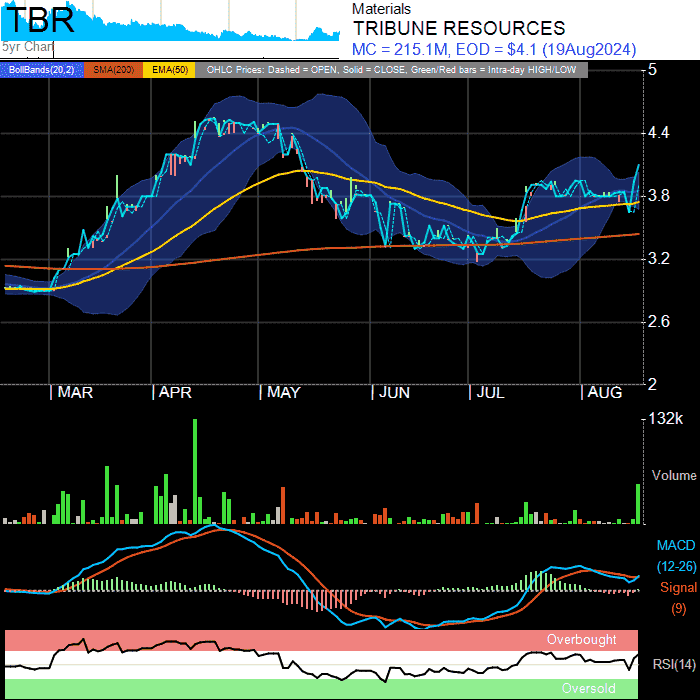 TBR
5yr Chart
Materials
TRIBUNE RESOURCES
MC = 215.1M, EOD = $4.1 (19Aug2024)
BollBands(20,2) SMA(200) EMA(50) OHLC Prices: Dashed = OPEN, Solid = CLOSE, Green/Red bars = Intra-day HIGH/LOW
5
4.4
3.8
3.2
2.6
2
MAR APR MAY JUN JUL AUG
132k
Volume
MACD
(12-26)
Signal
(9)
Overbought
RSI(14)
Oversold